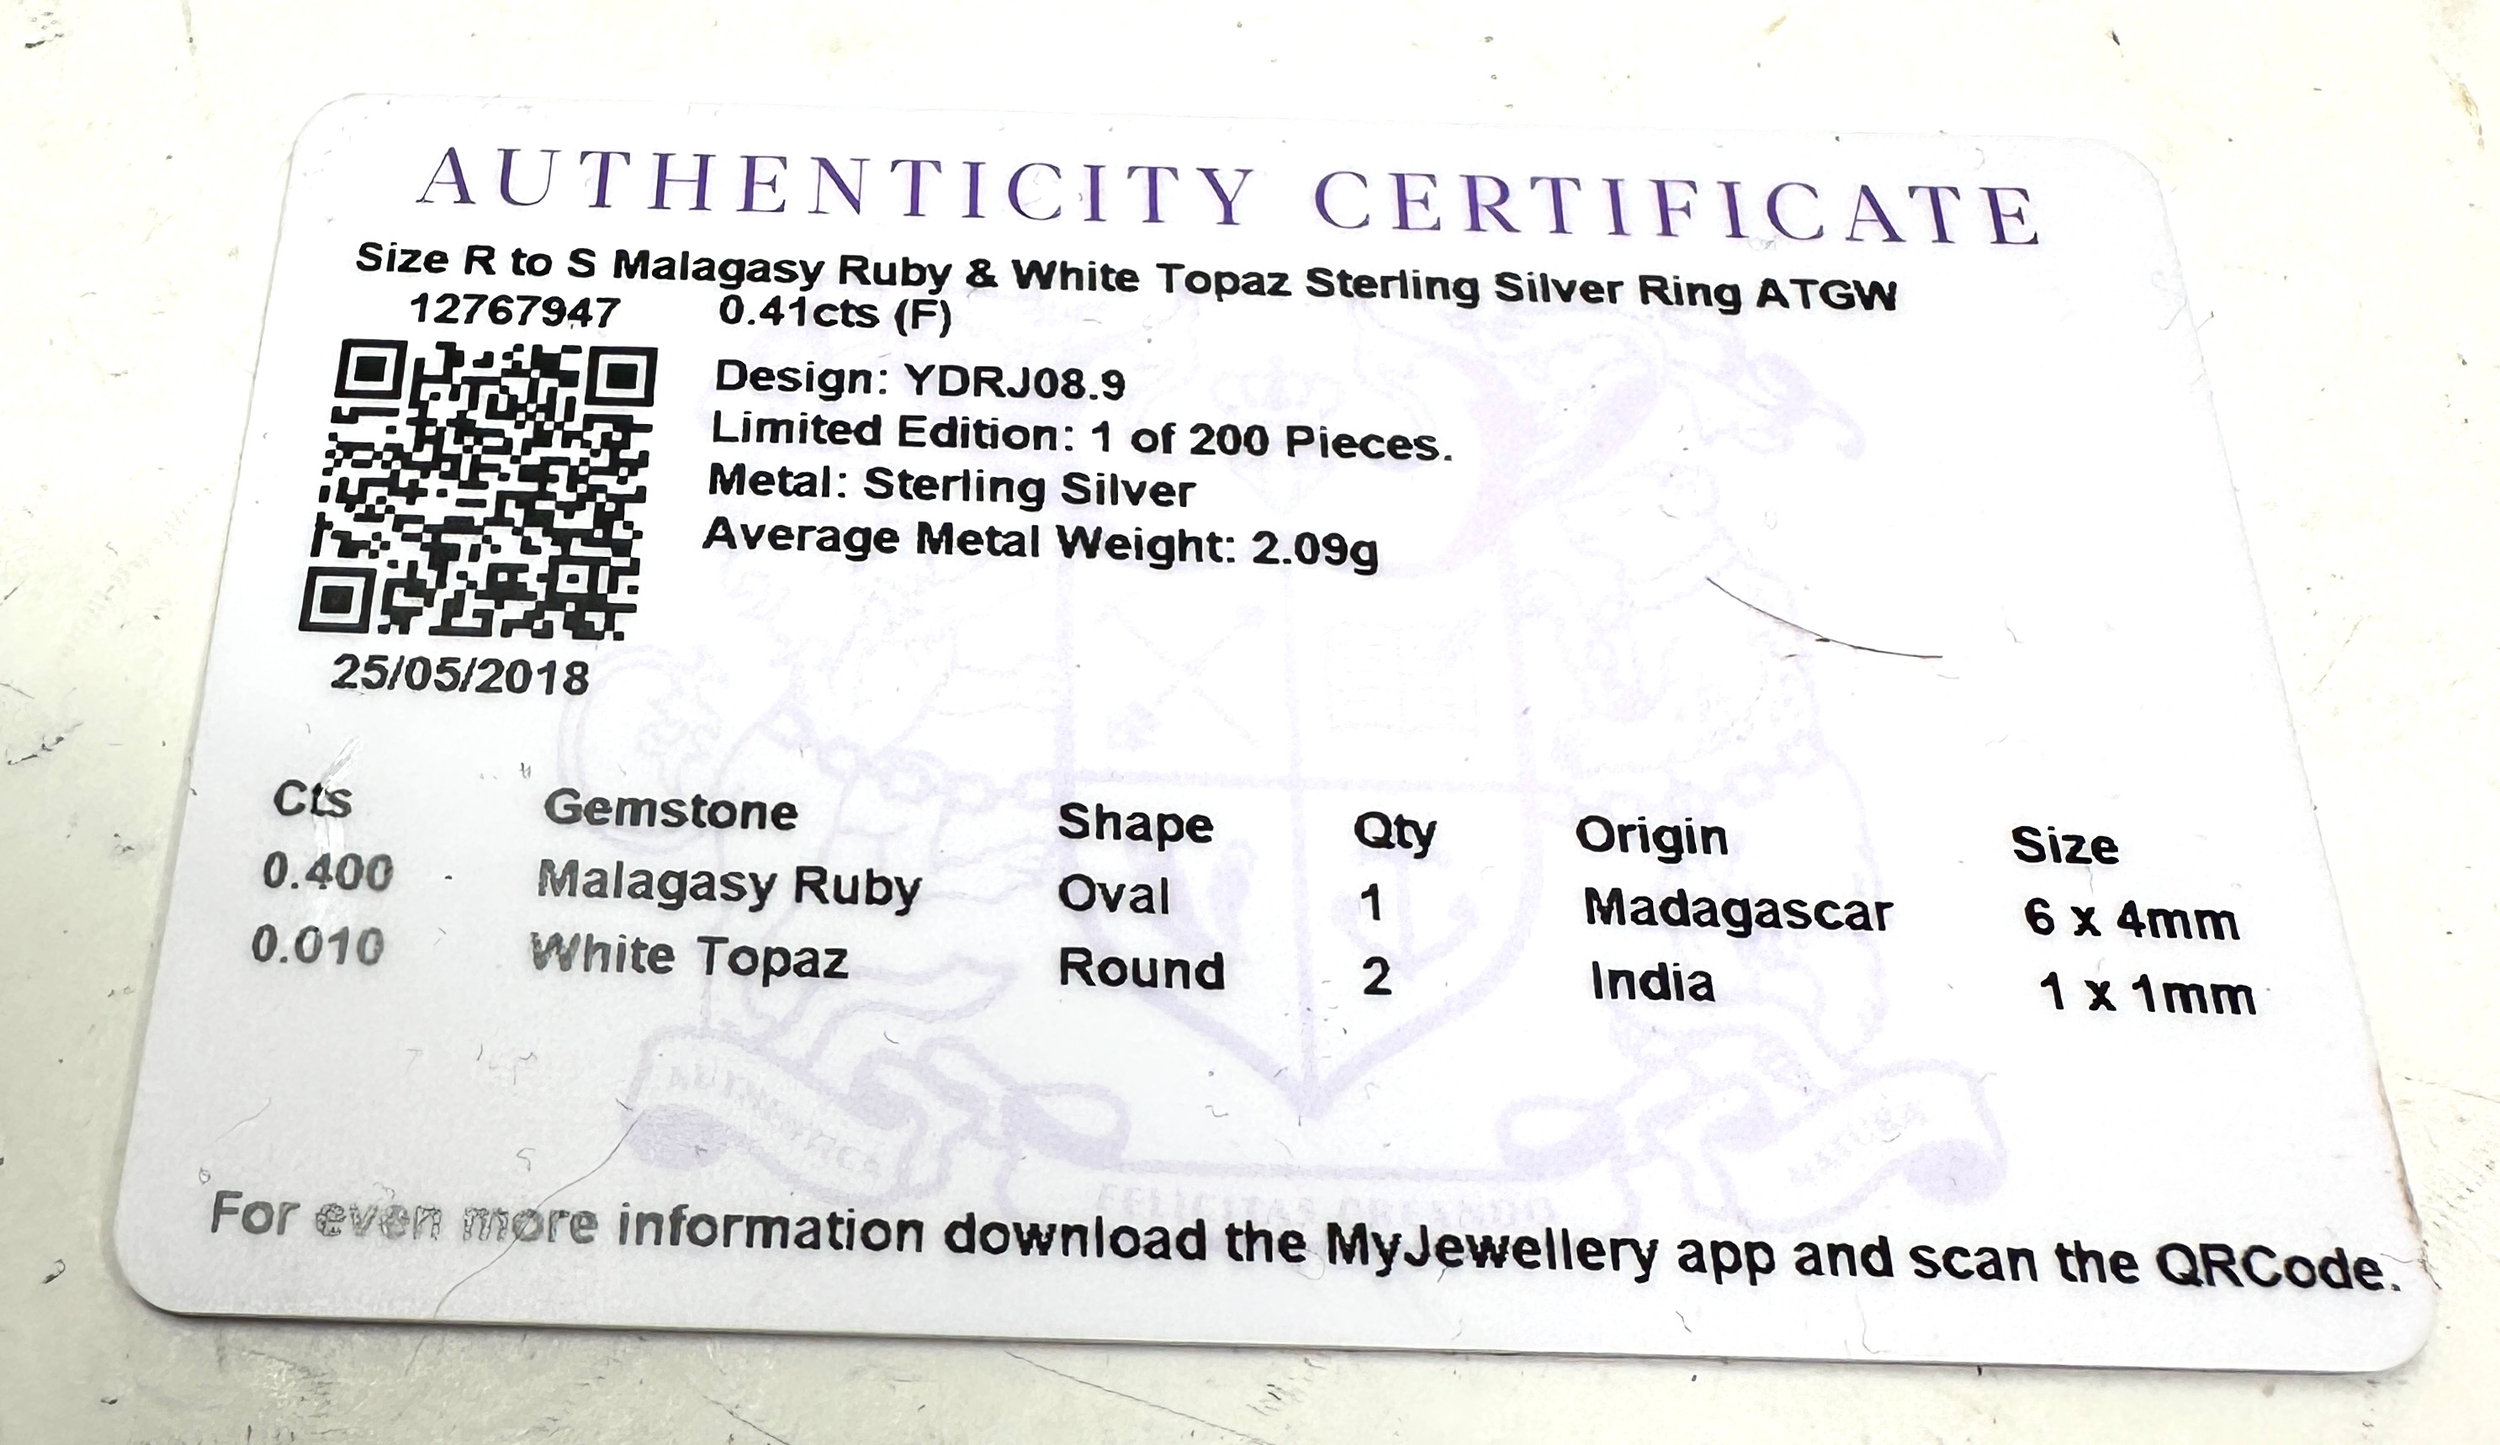 AUTHENTICITY CERTIFICATE
Size R to S Malagasy Ruby & White Topaz Sterling Silver Ring ATGW
12767947 0.41cts (F)
Design: YDRJ08.9
Limited Edition: 1 of 200 Pieces.
Metal: Sterling Silver
Average Metal Weight: 2.09g
25/05/2018
Cts Gemstone Shape Qty Origin Size
0.400 Malagasy Ruby Oval 1 Madagascar 6 x 4mm
0.010 White Topaz Round 2 India 1 x 1mm
FELICITAS CREANDO
NATURA
For even more information download the MyJewellery app and scan the QRCode.